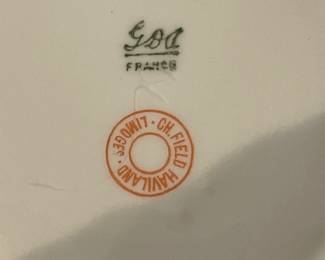 GDA
FRANCE
CH. FIELD HAVILAND · LIMOGES ·